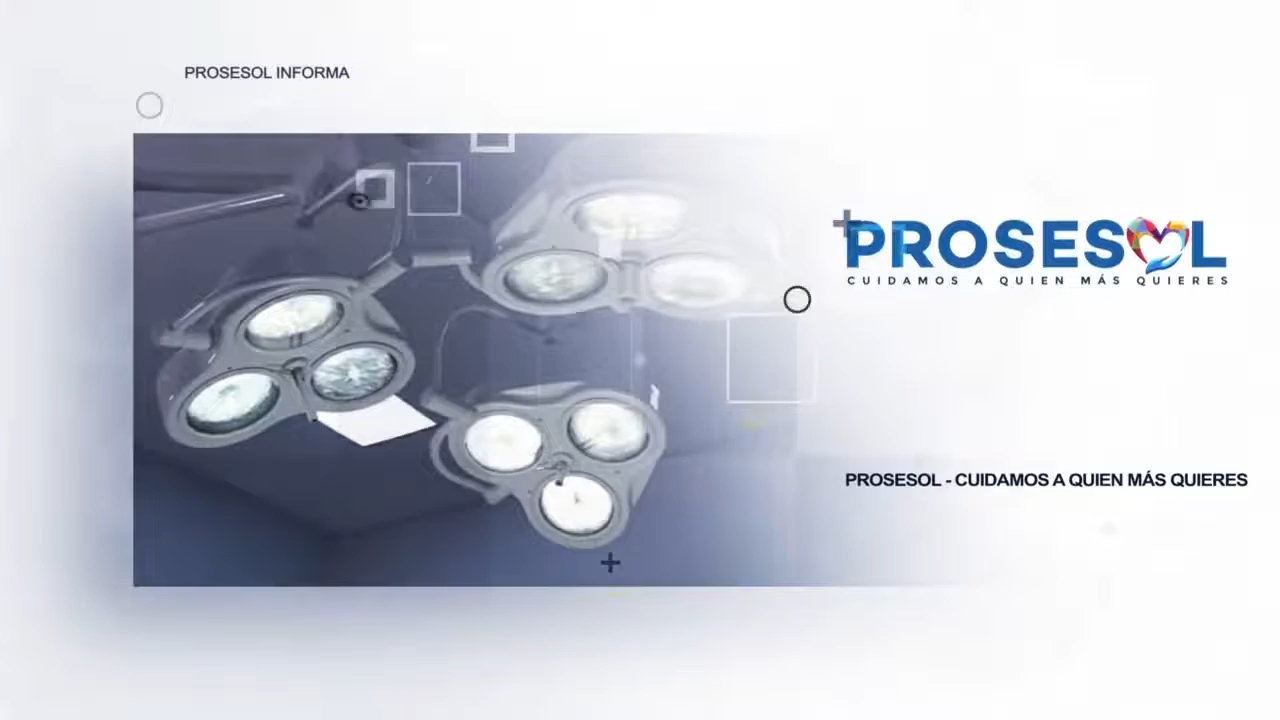 PROSESOL INFORMA
PROSESOL
CUIDAMOS A QUIEN MÁS QUIERES
PROSESOL - CUIDAMOS A QUIEN MÁS QUIERES